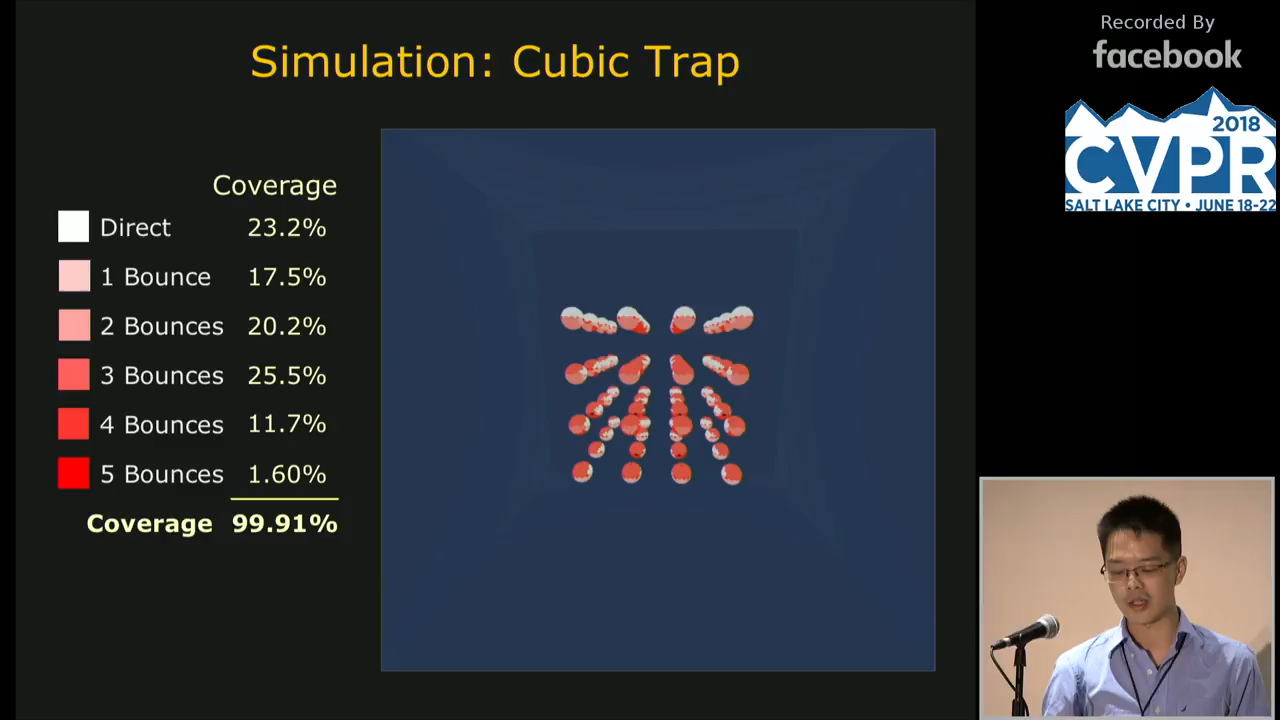 Simulation: Cubic Trap
Coverage
Direct 23.2%
1 Bounce 17.5%
2 Bounces 20.2%
3 Bounces 25.5%
4 Bounces 11.7%
5 Bounces 1.60%
Coverage 99.91%
Recorded By
facebook
2018
CVPR
SALT LAKE CITY • JUNE 18-22